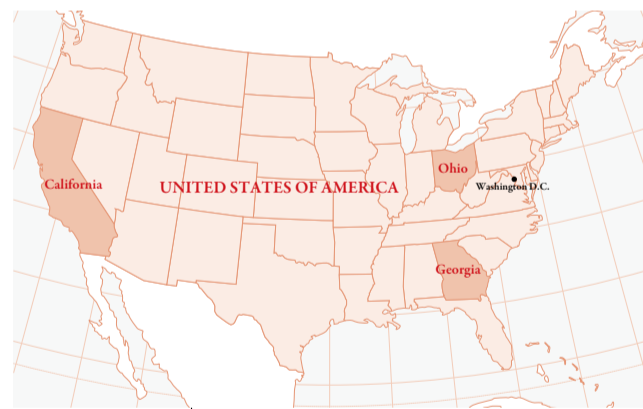 Ohio
California
UNITED STATES OF AMERICA
Washington D.C.
Georgia